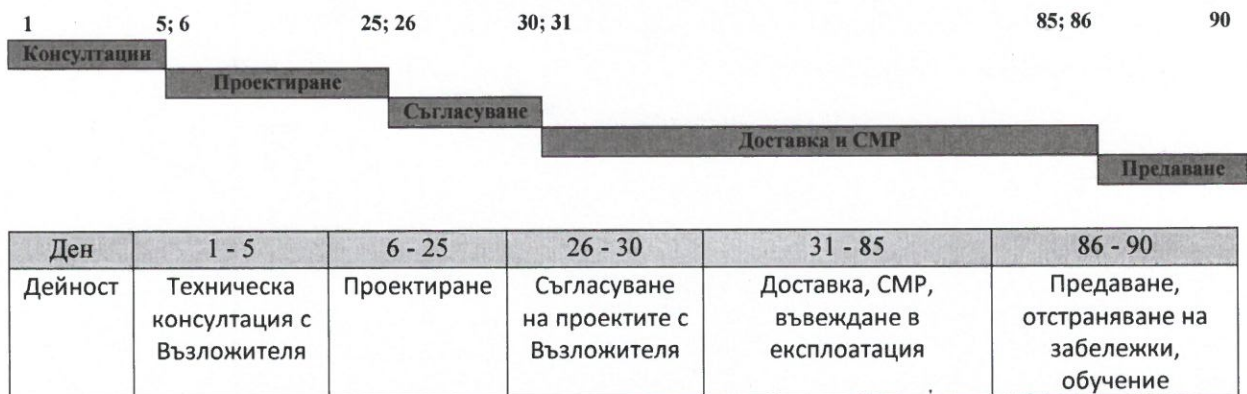 1 5; 6 25; 26 30; 31 85; 86 90
Консултации
Проектиране
Съгласуване
Доставка и СМР
Предаване
Ден 1 - 5 6 - 25 26 - 30 31 - 85 86 - 90
Дейност Техническа Проектиране Съгласуване Доставка, СМР, Предаване,
консултация с на проектите с въвеждане в отстраняване на
Възложителя Възложителя експлоатация забележки,
обучение